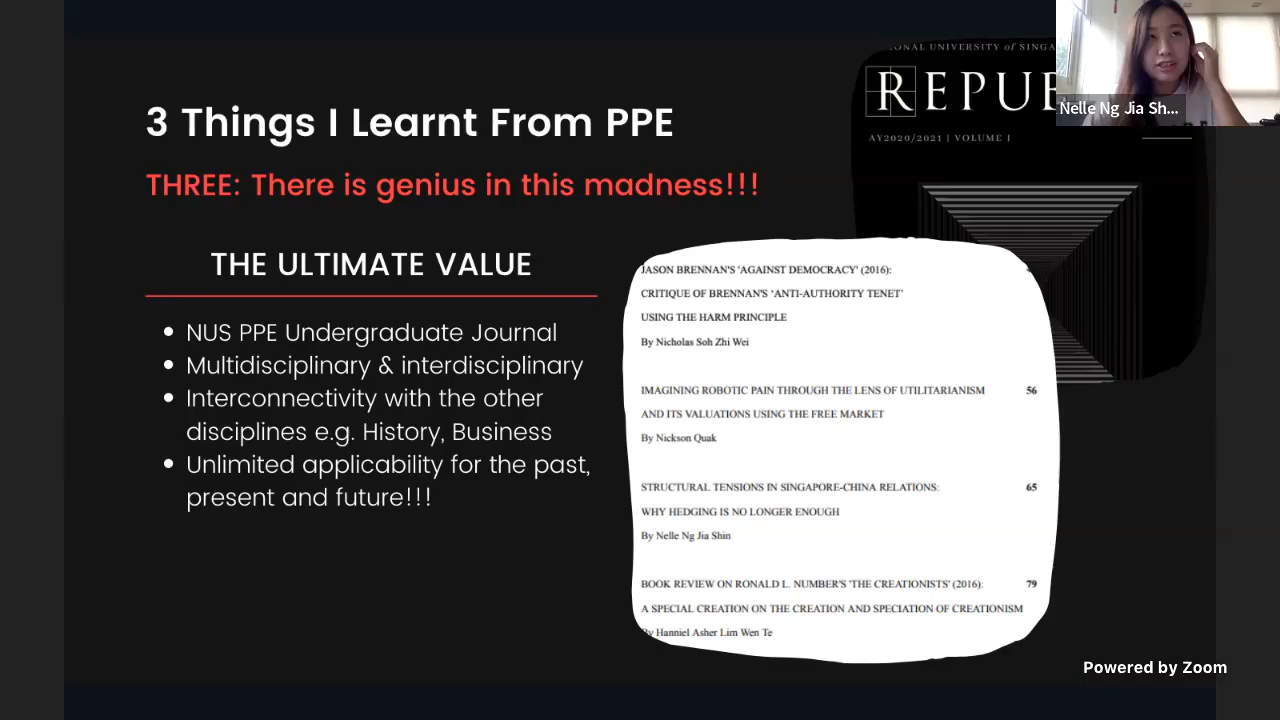 3 Things I Learnt From PPE
THREE: There is genius in this madness!!!
THE ULTIMATE VALUE
NUS PPE Undergraduate Journal
Multidisciplinary & interdisciplinary
Interconnectivity with the other
disciplines e.g. History, Business
Unlimited applicability for the past,
present and future!!!
UNIVERSITY of
REPU
AY2020/2021 | VOLUME I
Nelle Ng Jia Sh...
JASON BRENNAN'S 'AGAINST DEMOCRACY' (2016):
CRITIQUE OF BRENNAN'S 'ANTI-AUTHORITY TENET'
USING THE HARM PRINCIPLE
By Nicholas Soh Zhi Wei
IMAGINING ROBOTIC PAIN THROUGH THE LENS OF UTILITARIANISM 56
AND ITS VALUATIONS USING THE FREE MARKET
By Nickson Quak
STRUCTURAL TENSIONS IN SINGAPORE-CHINA RELATIONS: 65
WHY HEDGING IS NO LONGER ENOUGH
By Nelle Ng Jia Shin
BOOK REVIEW ON RONALD L. NUMBER'S 'THE CREATIONISTS' (2016): 79
A SPECIAL CREATION ON THE CREATION AND SPECIATION OF CREATIONISM
By Hanniel Asher Lim Wen Te
Powered by Zoom